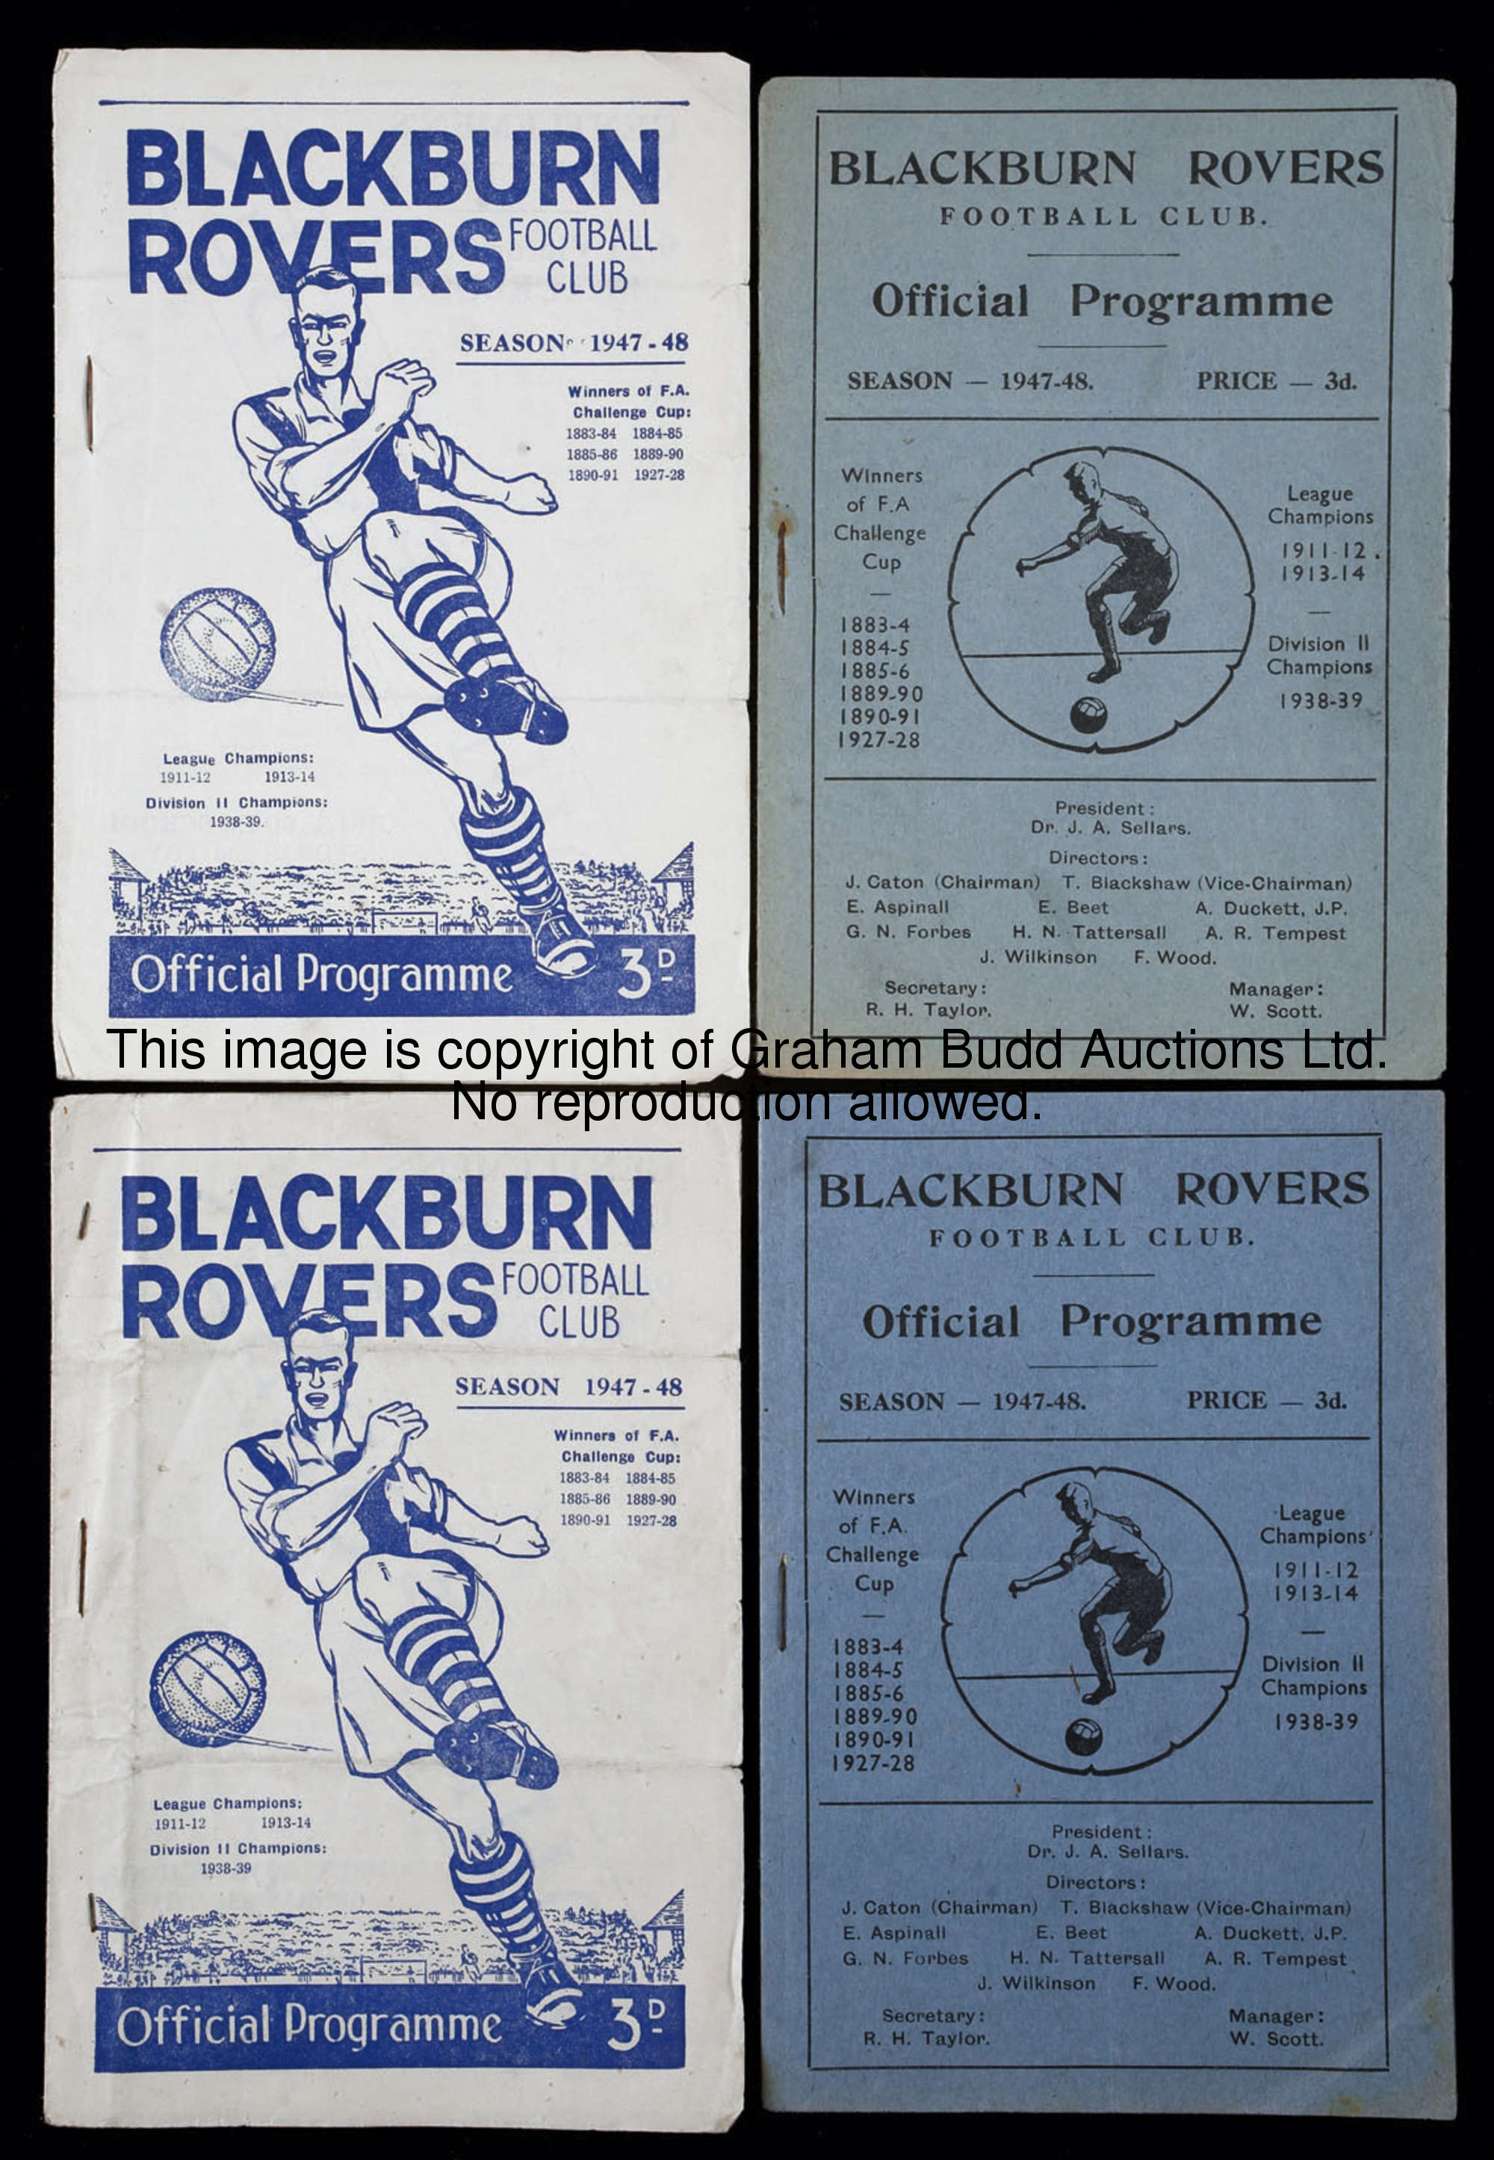 BLACKBURN
ROVERS FOOTBALL
CLUB
SEASON 1947-48
Winners of F.A.
Challenge Cup:
1883-84 1884-85
1885-86 1889-90
1890-91 1927-28
League Champions:
1911-12 1913-14
Division II Champions:
1938-39.
Official Programme 3D
BLACKBURN ROVERS
FOOTBALL CLUB.
Official Programme
SEASON — 1947-48. PRICE — 3d.
Winners
of F.A
Challenge
Cup
—
1883-4
1884-5
1885-6
1889-90
1890-91
1927-28
League
Champions
1911-12.
1913-14
—
Division II
Champions
1938-39
President:
Dr. J. A. Sellars.
Directors:
J. Caton (Chairman) T. Blackshaw (Vice-Chairman)
E. Aspinall E. Beet A. Duckett, J.P.
G. N. Forbes H. N. Tattersall A. R. Tempest
J. Wilkinson F. Wood.
Secretary: Manager:
R. H. Taylor. W. Scott.
This image is copyright of Graham Budd Auctions Ltd.
No reproduction allowed.
BLACKBURN
ROVERS FOOTBALL
CLUB
SEASON 1947-48
Winners of F.A.
Challenge Cup:
1883-84 1884-85
1885-86 1889-90
1890-91 1927-28
League Champions:
1911-12 1913-14
Division II Champions:
1938-39
Official Programme 3D
BLACKBURN ROVERS
FOOTBALL CLUB.
Official Programme
SEASON — 1947-48. PRICE — 3d.
Winners
of F.A.
Challenge
Cup
—
1883-4
1884-5
1885-6
1889-90
1890-91
1927-28
League
Champions
1911-12
1913-14
—
Division II
Champions
1938-39
President:
Dr. J. A. Sellars.
Directors:
J. Caton (Chairman) T. Blackshaw (Vice-Chairman)
E. Aspinall E. Beet A. Duckett, J.P.
G. N. Forbes H. N. Tattersall A. R. Tempest
J. Wilkinson F. Wood.
Secretary: Manager:
R. H. Taylor. W. Scott.